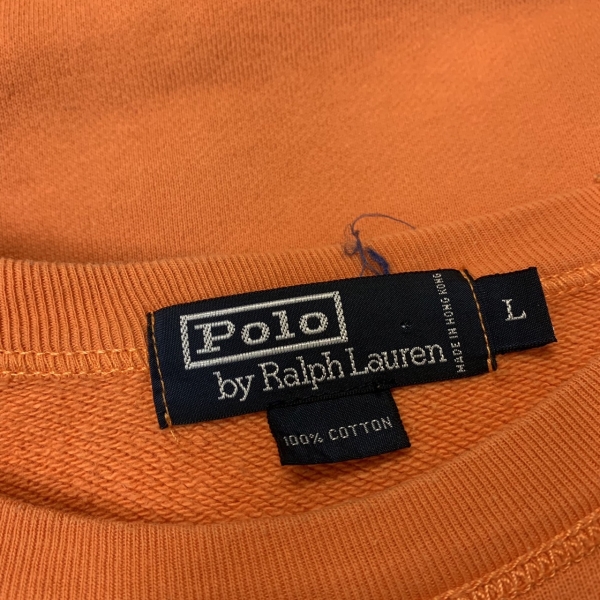 Polo
by Ralph Lauren
MADE IN HONG KONG
L
100% COTTON